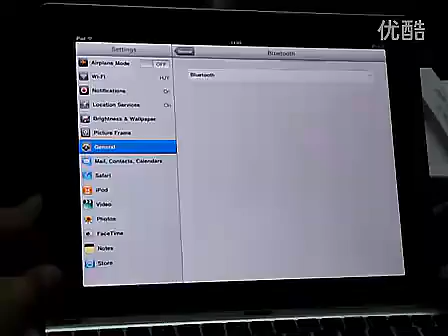 优酷
iPad
Settings
Bluetooth
Airplane Mode
OFF
Bluetooth
Wi-Fi
Notifications
On
Location Services
On
Brightness & Wallpaper
Picture Frame
General
Mail, Contacts, Calendars
Safari
iPod
Video
Photos
FaceTime
Notes
Store